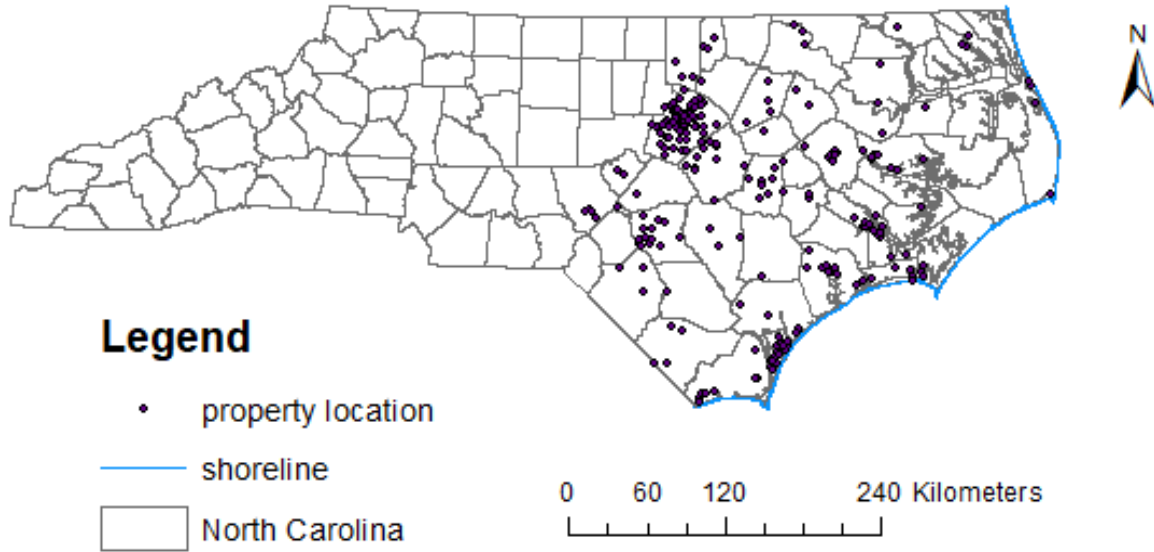 N
Legend
property location
shoreline
North Carolina
0 60 120 240 Kilometers